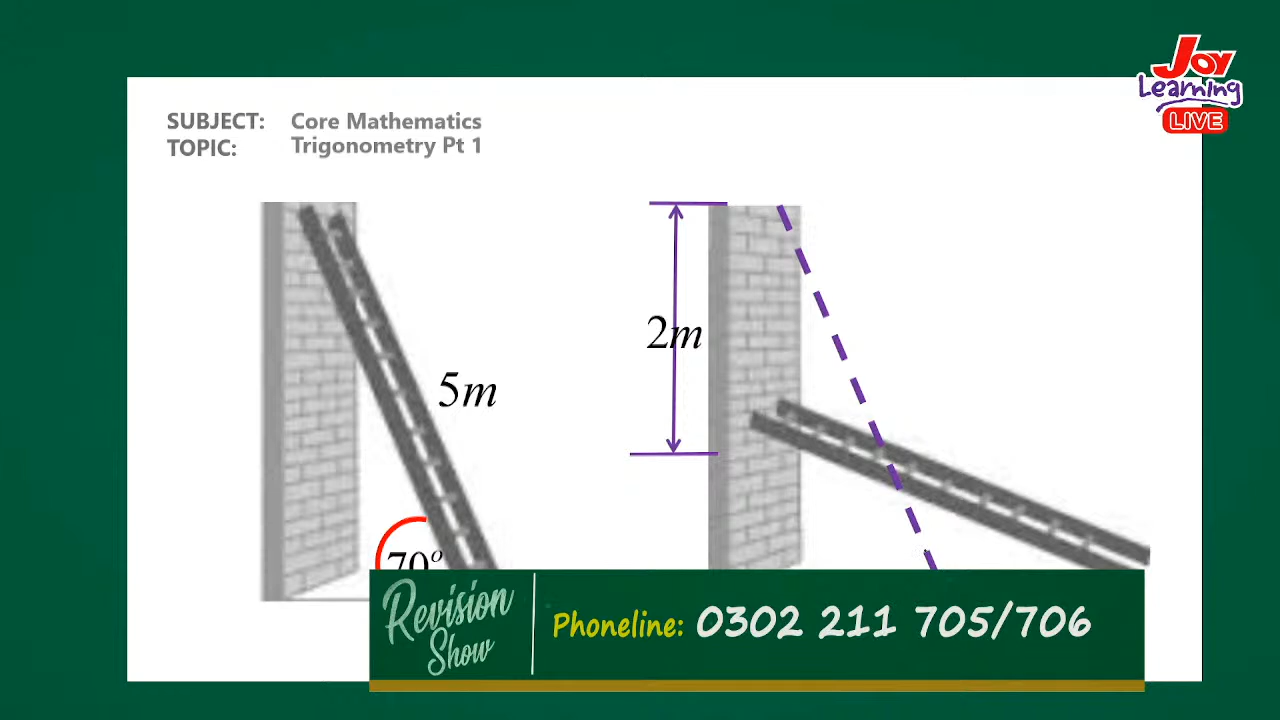 Joy
Learning
LIVE
SUBJECT: Core Mathematics
TOPIC: Trigonometry Pt 1
2m
5m
70°
Revision
Show
Phoneline: 0302 211 705/706